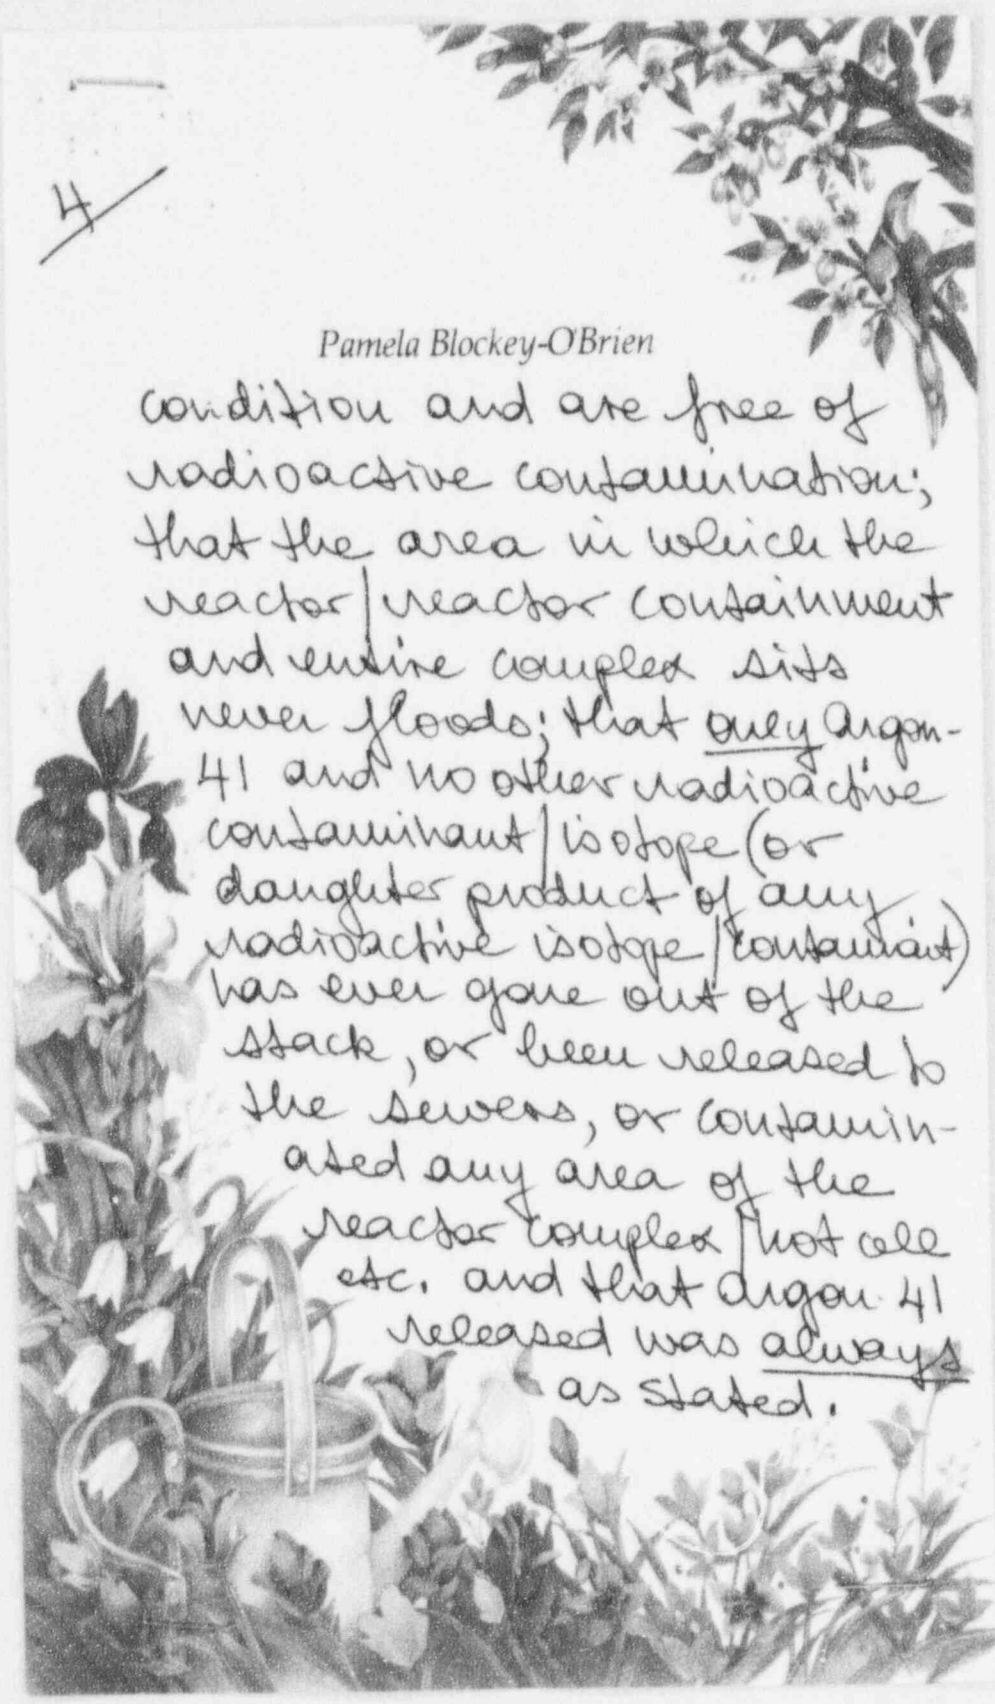 4
Pamela Blockey-O'Brien
condition and are free of
radioactive contamination;
that the area in which the
reactor/reactor containment
and entire complex sits
never floods; that only Argon-
41 and no other radioactive
contaminant/isotope (or
daughter product of any
radioactive isotope/contamiant)
has ever gone out of the
stack, or been released to
the sewers, or contamin-
ated any area of the
reactor complex/hot cell
etc. and that Argon 41
released was always
as stated.